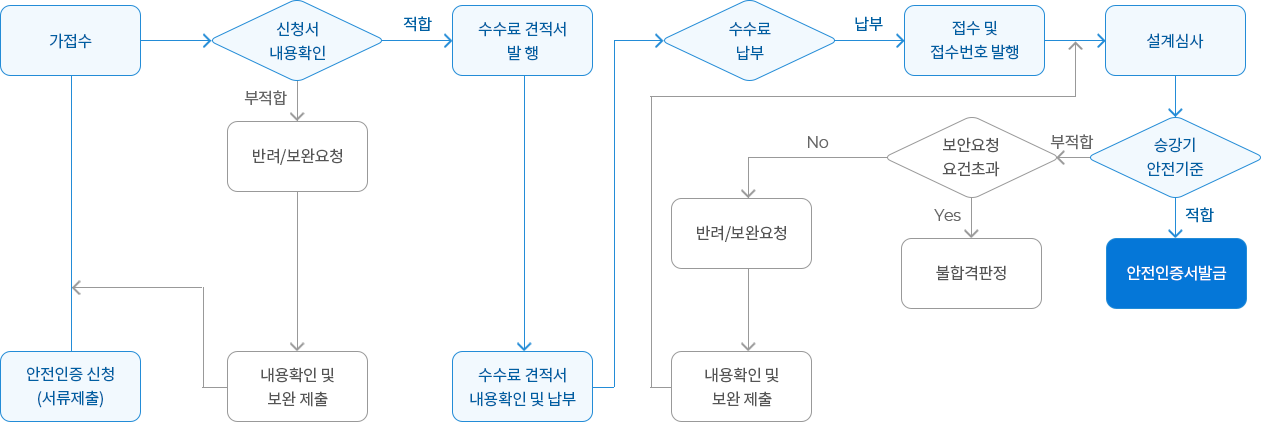 가접수
신청서
내용확인
적합
수수료 견적서
발 행
수수료
납부
납부
접수 및
접수번호 발행
설계심사
부적합
반려/보완요청
No
보안요청
요건초과
부적합
승강기
안전기준
Yes
적합
반려/보완요청
불합격판정
안전인증서발금
안전인증 신청
(서류제출)
내용확인 및
보완 제출
수수료 견적서
내용확인 및 납부
내용확인 및
보완 제출